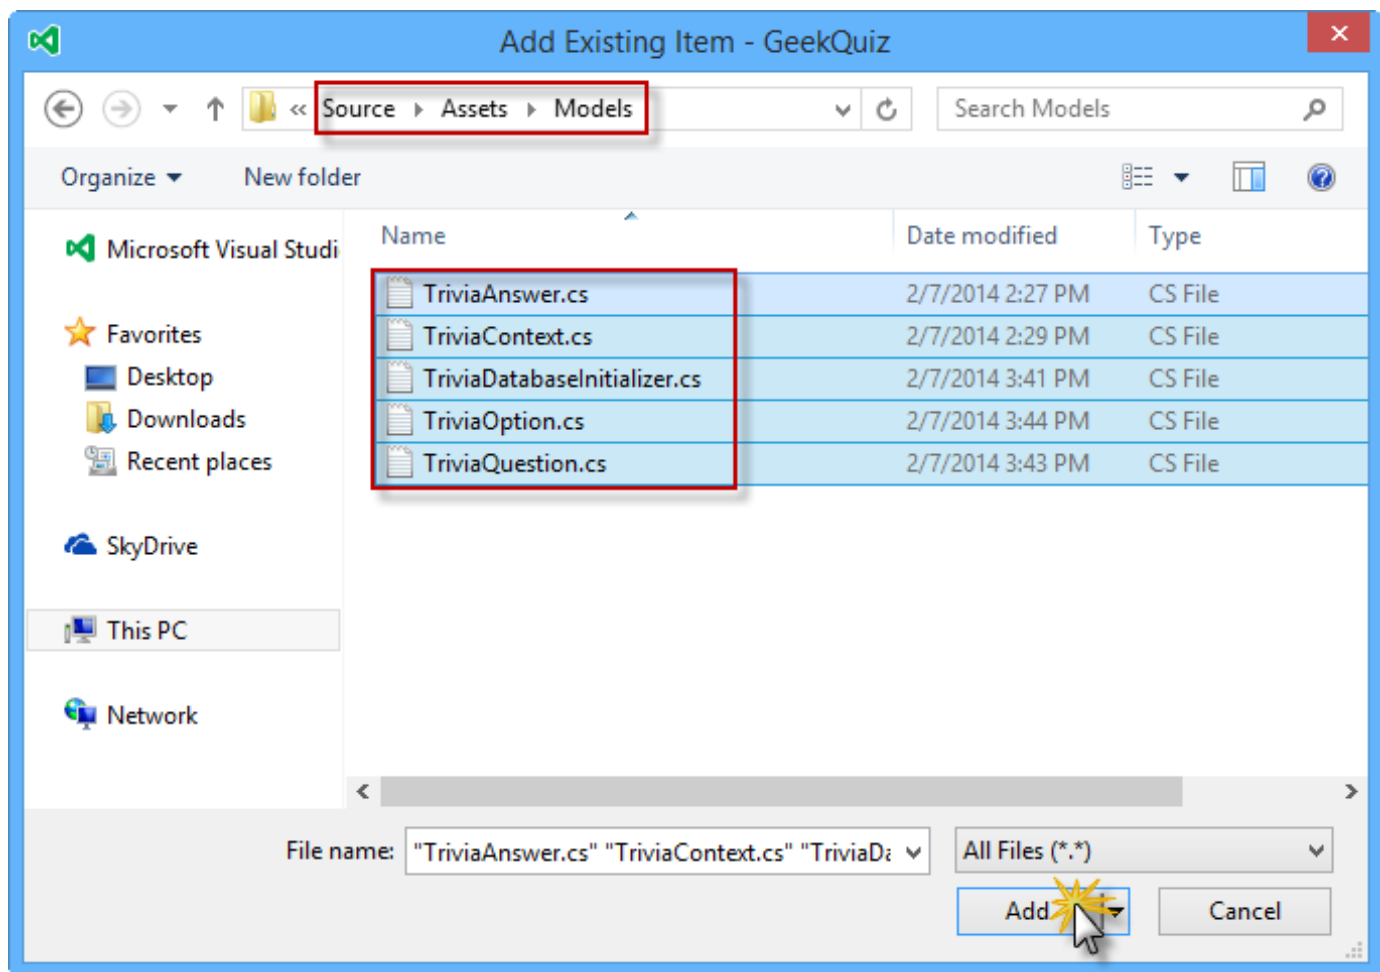 Add Existing Item - GeekQuiz
« Source Assets Models
Search Models
Organize New folder
Name Date modified Type
Microsoft Visual Studi
TriviaAnswer.cs 2/7/2014 2:27 PM CS File
Favorites
TriviaContext.cs 2/7/2014 2:29 PM CS File
Desktop
TriviaDatabaseInitializer.cs 2/7/2014 3:41 PM CS File
Downloads
TriviaOption.cs 2/7/2014 3:44 PM CS File
Recent places
TriviaQuestion.cs 2/7/2014 3:43 PM CS File
SkyDrive
This PC
Network
File name: "TriviaAnswer.cs" "TriviaContext.cs" "TriviaDa
All Files (*.*)
Add Cancel